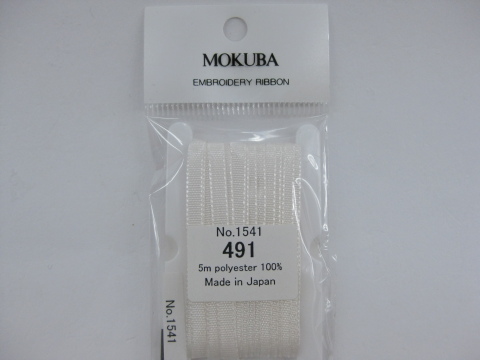 MOKUBA
EMBROIDERY RIBBON
No.1541
491
5m polyester 100%
Made in Japan
No.1541